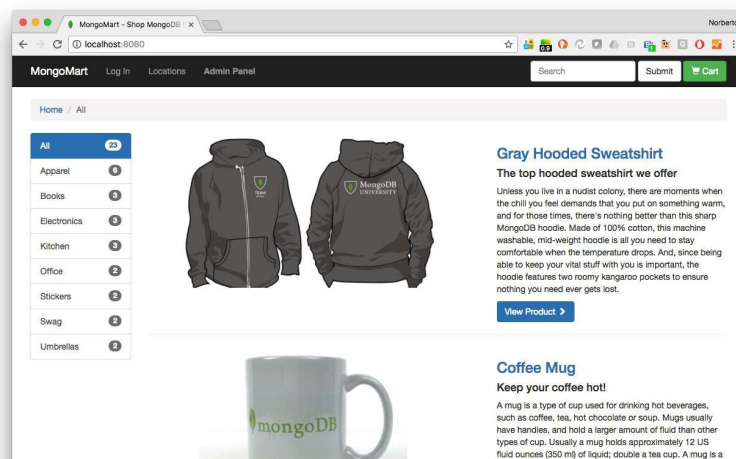 MongoMart - Shop MongoDB
Norberto
localhost:8080
0.9
MongoMart Log In Locations Admin Panel Search Submit Cart
Home / All
All 23
Apparel 6
Books 3
Electronics 3
Kitchen 3
Office 2
Stickers 2
Swag 2
Umbrellas 2
TEAM
MongoDB
UNIVERSITY
Gray Hooded Sweatshirt
The top hooded sweatshirt we offer
Unless you live in a nudist colony, there are moments when
the chill you feel demands that you put on something warm,
and for those times, there's nothing better than this sharp
MongoDB hoodie. Made of 100% cotton, this machine
washable, mid-weight hoodie is all you need to stay
comfortable when the temperature drops. And, since being
able to keep your vital stuff with you is important, the
hoodie features two roomy kangaroo pockets to ensure
nothing you need ever gets lost.
View Product
mongoDB
Coffee Mug
Keep your coffee hot!
A mug is a type of cup used for drinking hot beverages,
such as coffee, tea, hot chocolate or soup. Mugs usually
have handles, and hold a larger amount of fluid than other
types of cup. Usually a mug holds approximately 12 US
fluid ounces (350 ml) of liquid; double a tea cup. A mug is a